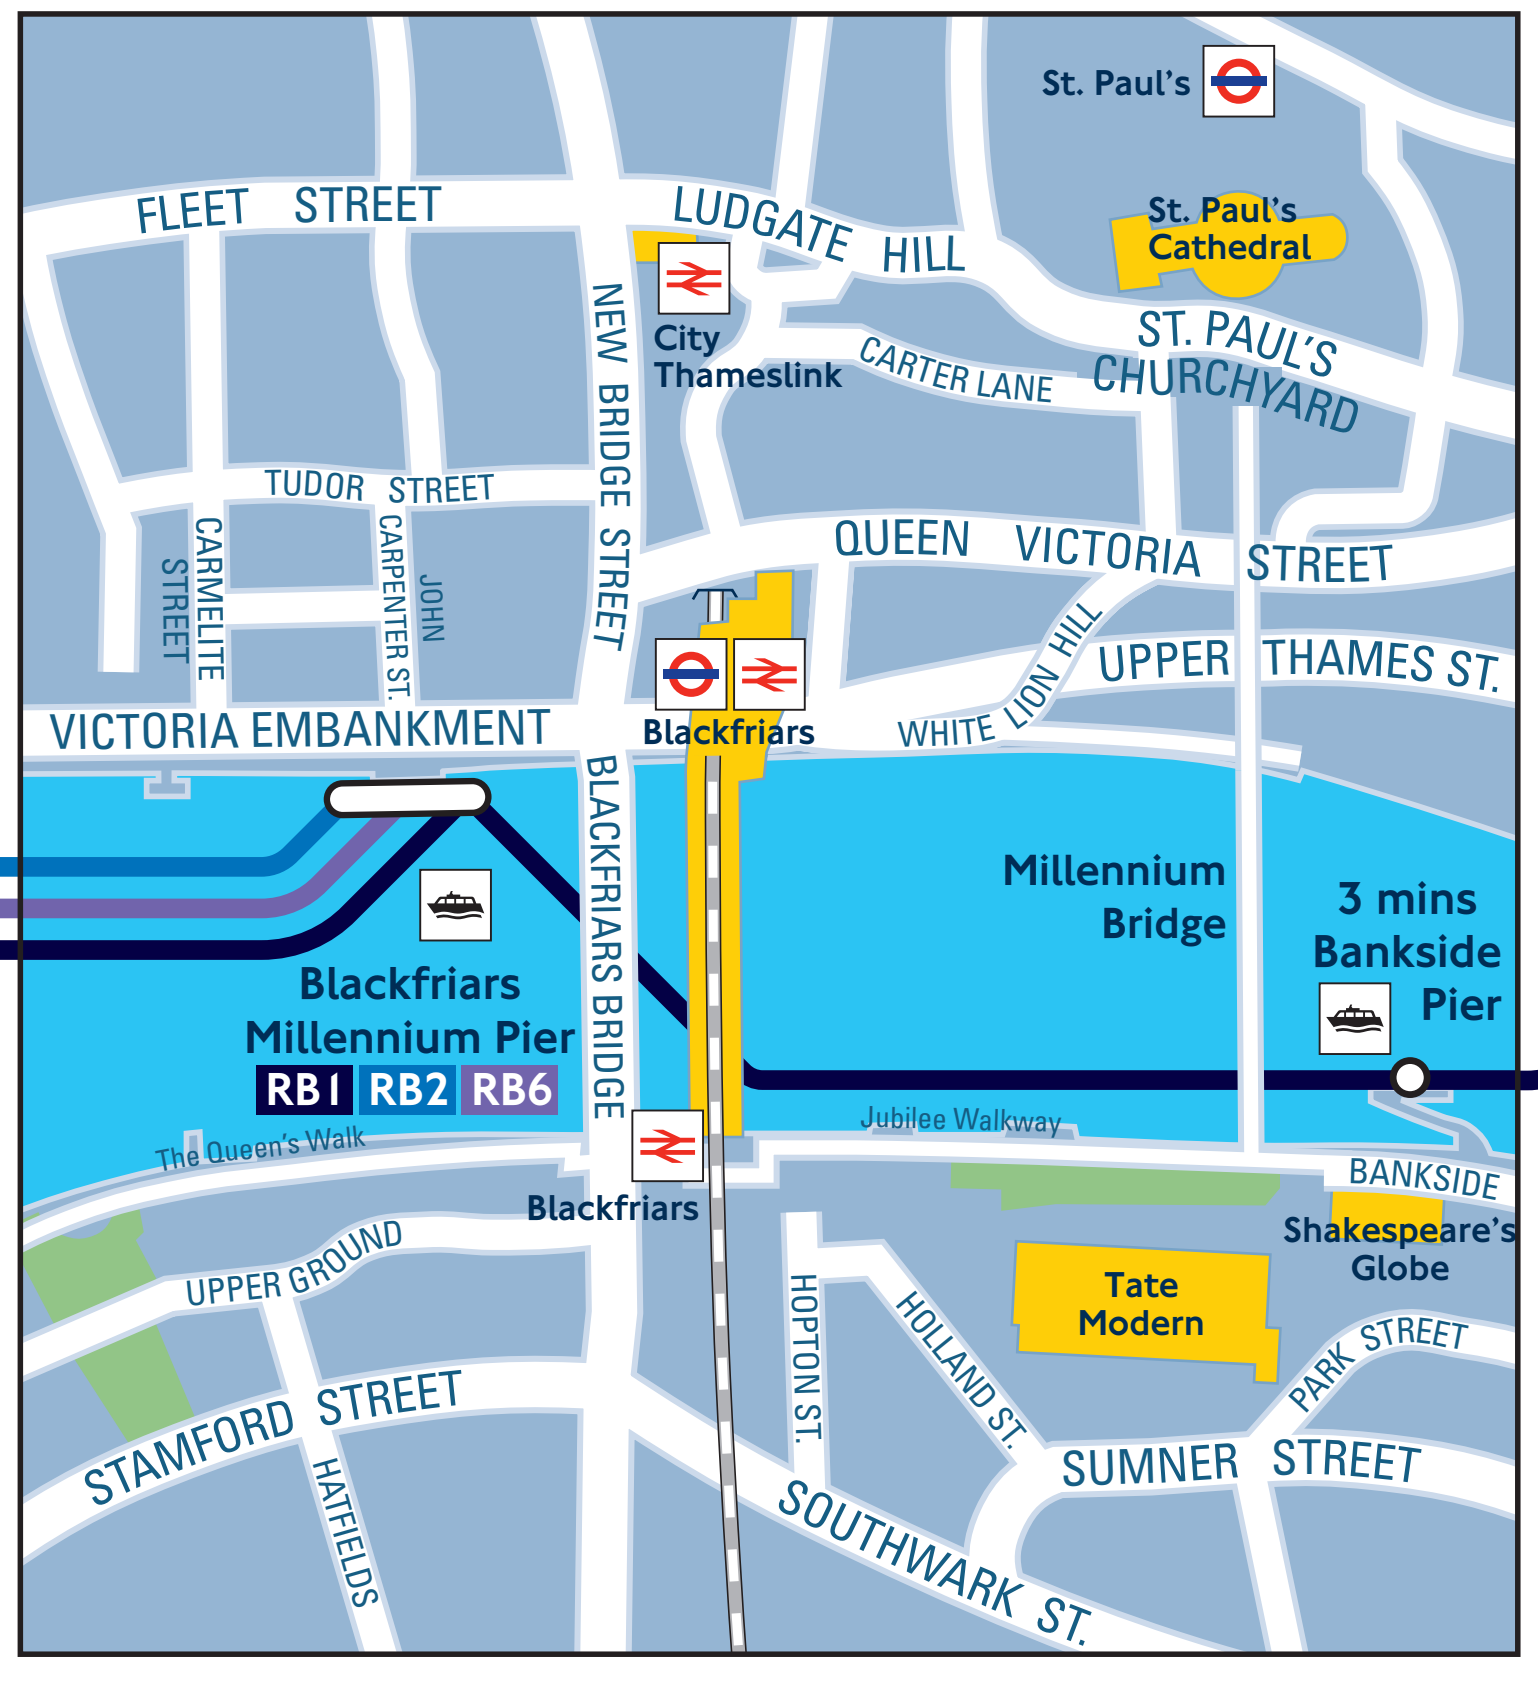 St. Paul's
FLEET STREET
LUDGATE HILL
St. Paul's
Cathedral
NEW BRIDGE STREET
City
Thameslink
ST. PAUL'S
CHURCHYARD
CARTER LANE
TUDOR STREET
CARMELITE
STREET
JOHN
CARPENTER ST.
QUEEN VICTORIA STREET
WHITE LION HILL
UPPER THAMES ST.
VICTORIA EMBANKMENT
Blackfriars
BLACKFRIARS BRIDGE
Millennium
Bridge
3 mins
Bankside
Pier
Blackfriars
Millennium Pier
RB1 RB2 RB6
The Queen's Walk
Jubilee Walkway
BANKSIDE
Blackfriars
Shakespeare's
Globe
UPPER GROUND
Tate
Modern
HOPTON ST.
HOLLAND ST.
PARK STREET
STAMFORD STREET
SUMNER STREET
HATFIELDS
SOUTHWARK ST.